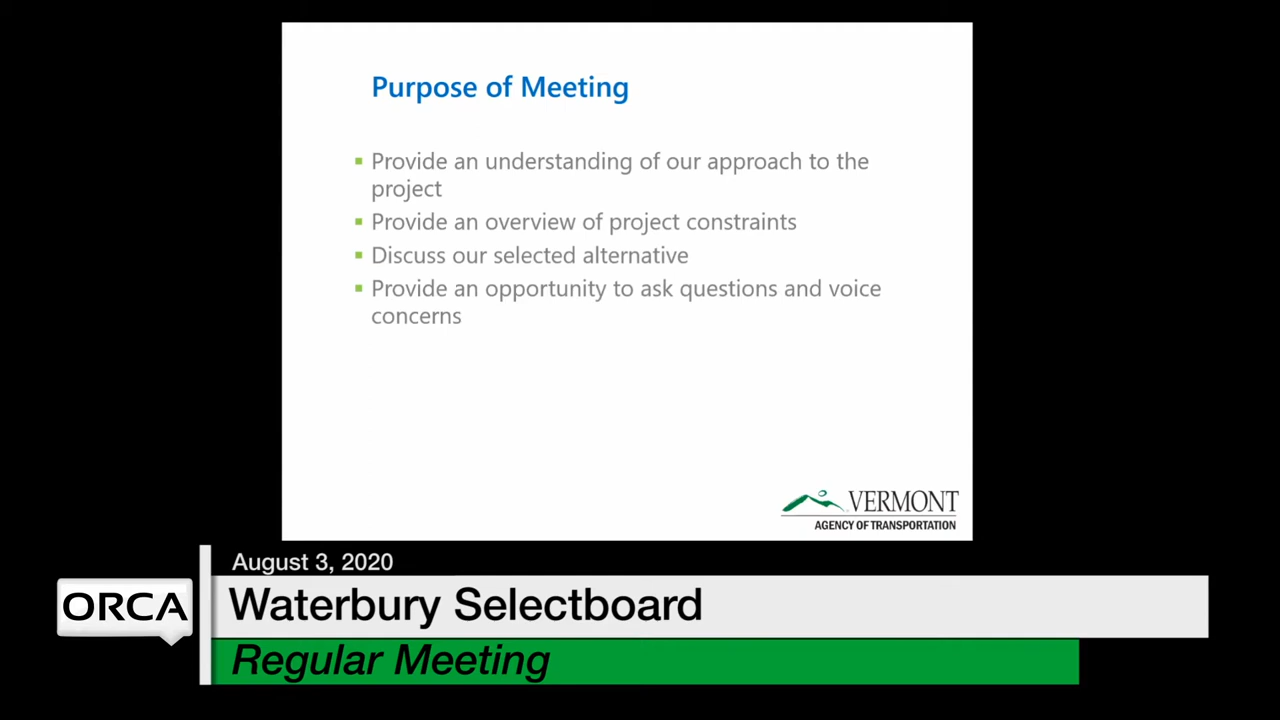 Purpose of Meeting
Provide an understanding of our approach to the
project
Provide an overview of project constraints
Discuss our selected alternative
Provide an opportunity to ask questions and voice
concerns
VERMONT
AGENCY OF TRANSPORTATION
August 3, 2020
ORCA
Waterbury Selectboard
Regular Meeting